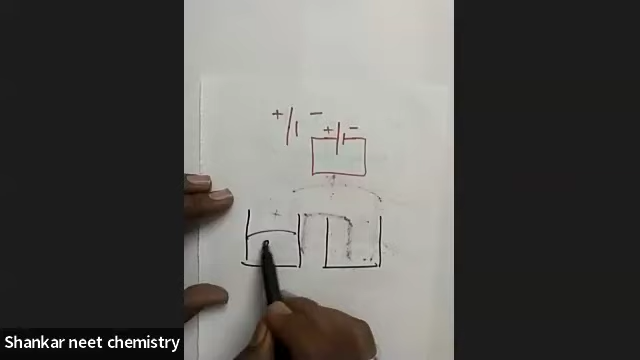 + −
+ −
+
Shankar neet chemistry